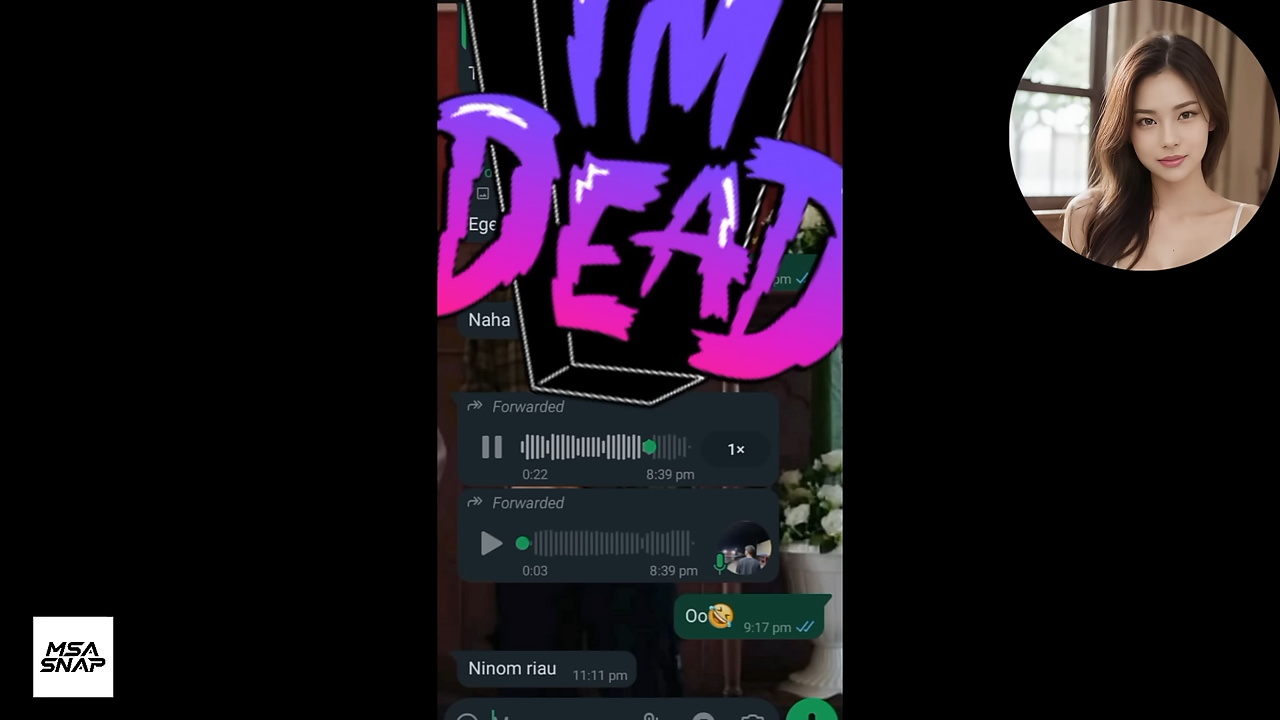 I'M
DEAD
Ege
pm
Naha
Forwarded
1×
0:22 8:39 pm
Forwarded
0:03 8:39 pm
Oo🤣 9:17 pm
Ninom riau 11:11 pm
MSA
SNAP